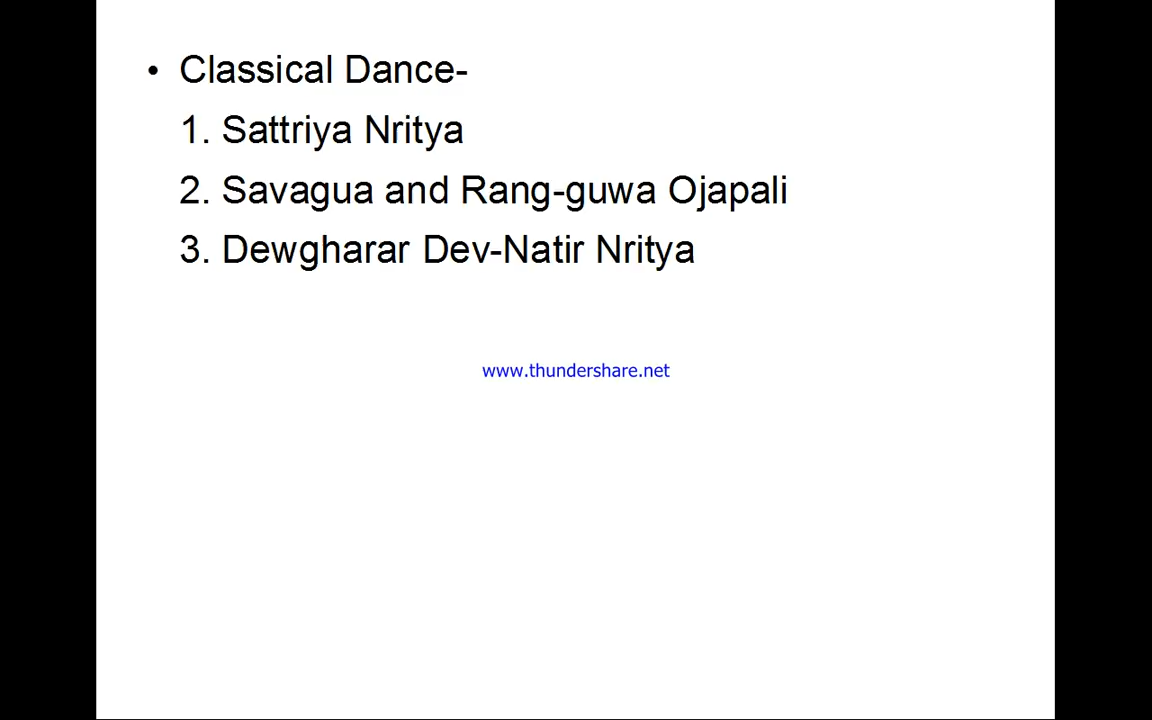 • Classical Dance-
1. Sattriya Nritya
2. Savagua and Rang-guwa Ojapali
3. Dewgharar Dev-Natir Nritya
www.thundershare.net